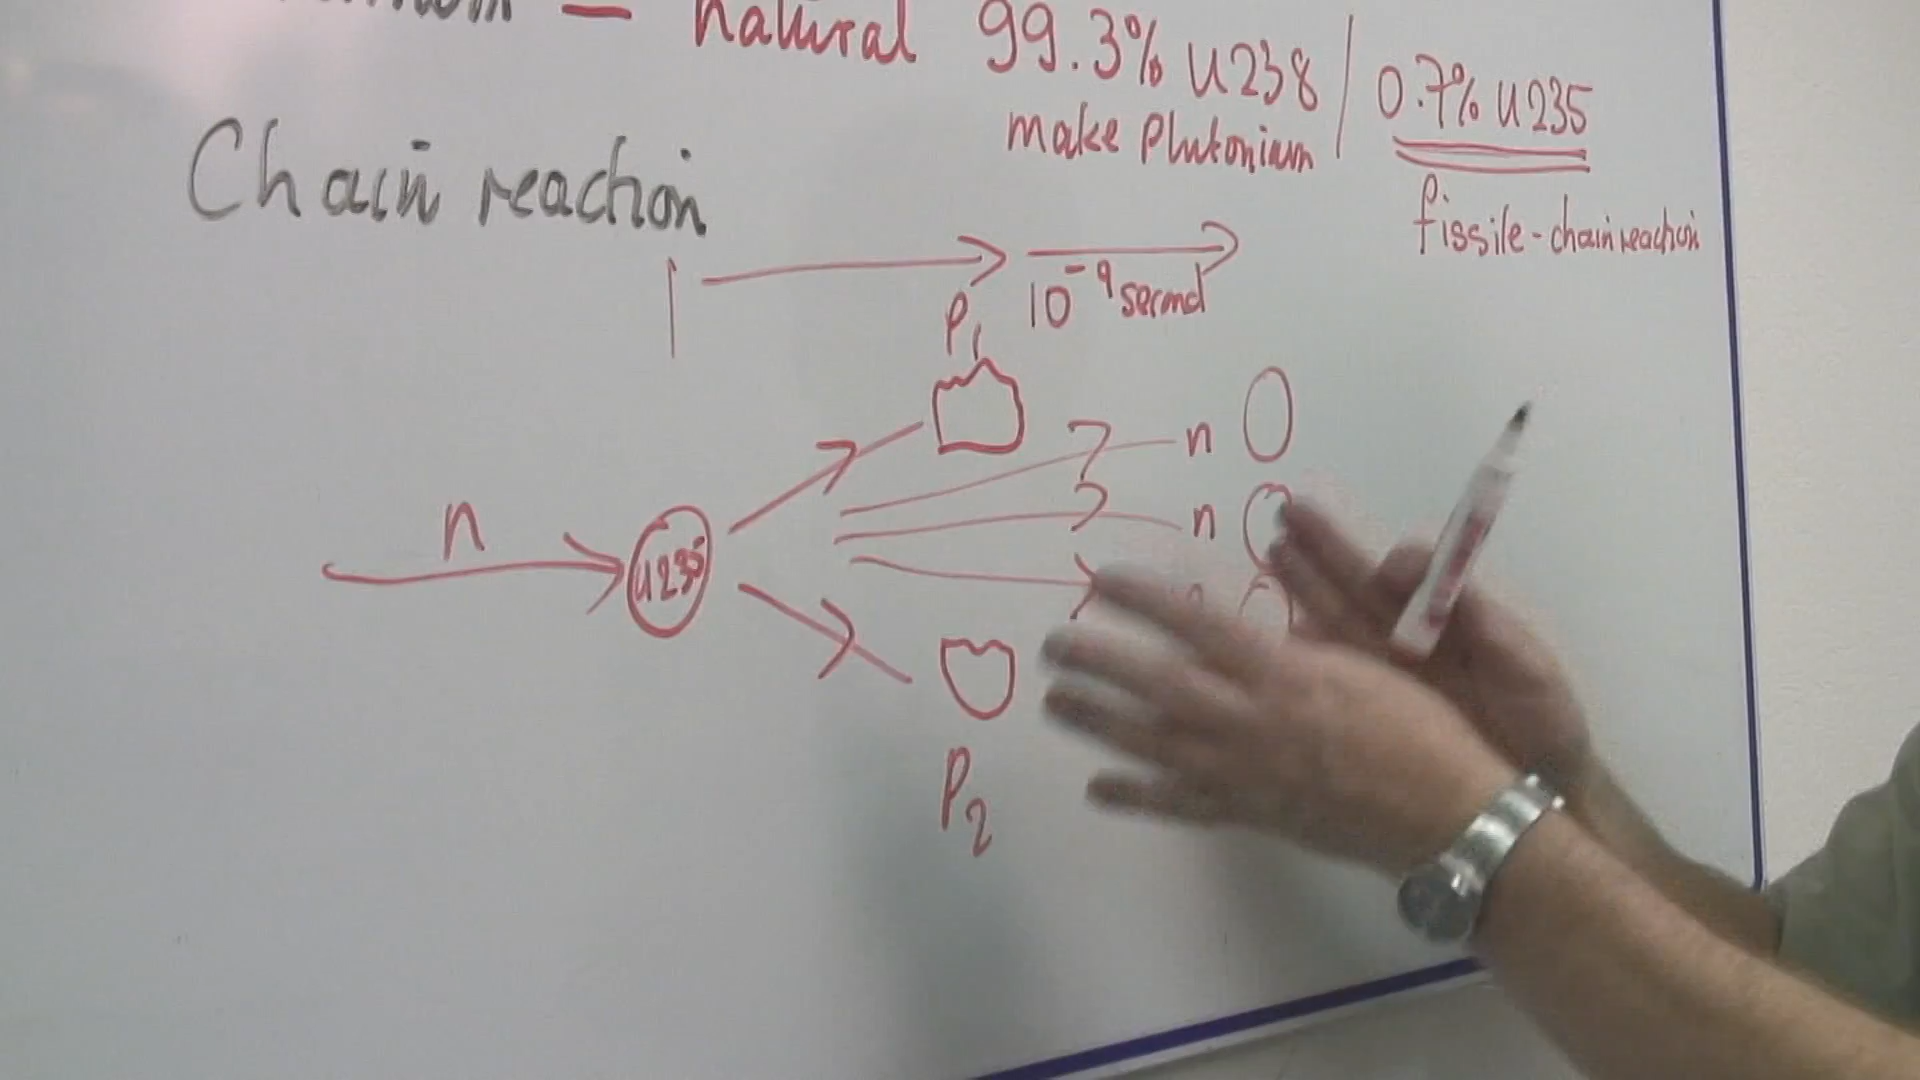 — natural 99.3% U238 / 0.7% U235
make Plutonium
fissile - chain reaction
Chain reaction
10⁻⁹ second
P1
n
U235
n
n
P2